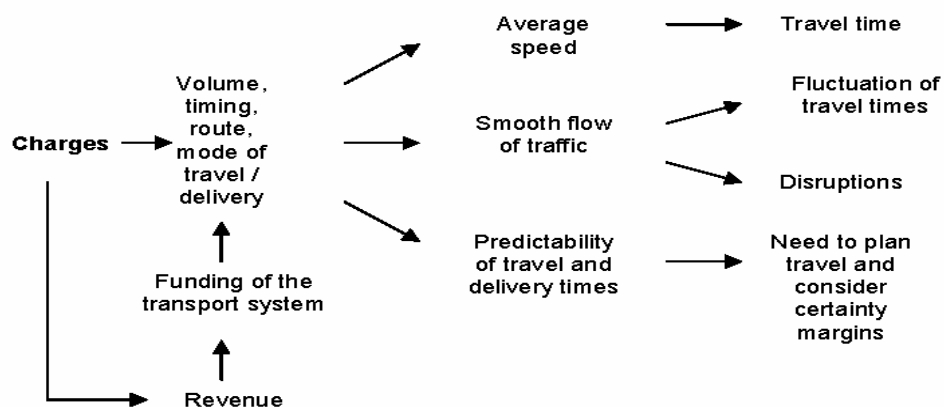 Charges
Volume,
timing,
route,
mode of
travel /
delivery
Funding of the
transport system
Revenue
Average
speed
Smooth flow
of traffic
Predictability
of travel and
delivery times
Travel time
Fluctuation of
travel times
Disruptions
Need to plan
travel and
consider
certainty
margins